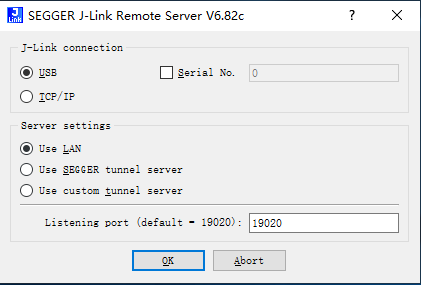 SEGGER J-Link Remote Server V6.82c
J-Link connection
USB
Serial No.
0
TCP/IP
Server settings
Use LAN
Use SEGGER tunnel server
Use custom tunnel server
Listening port (default = 19020):
19020
OK
Abort